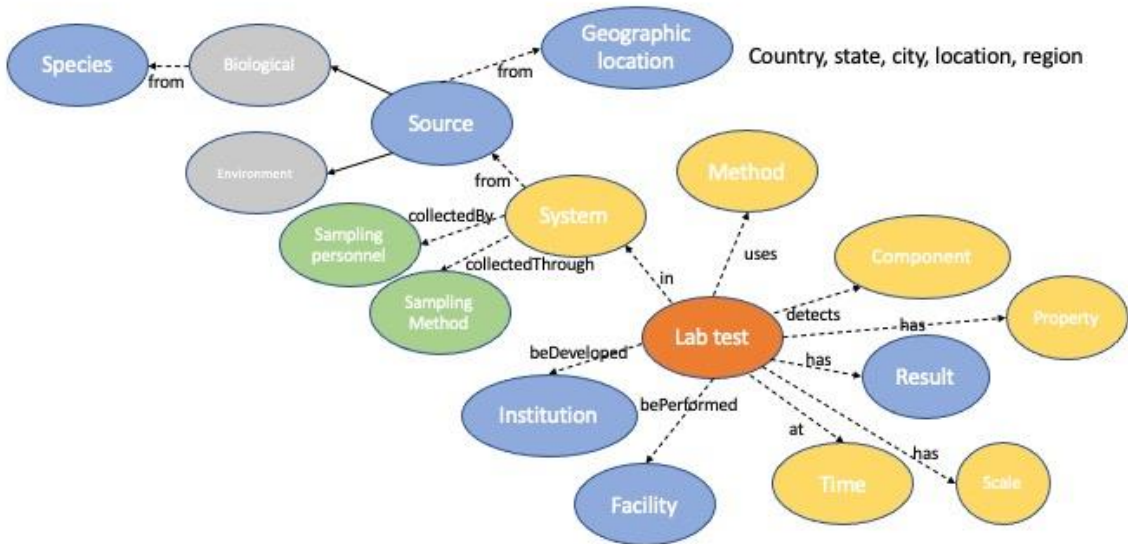 Geographic
location
Country, state, city, location, region
Species
from
Biological
from
Source
Environment
from
Method
collectedBy
System
Sampling
personnel
collectedThrough
uses
Component
in
Sampling
Method
detects
Lab test
has
Property
beDeveloped
has
Result
Institution
bePerformed
at
has
Time
Scale
Facility